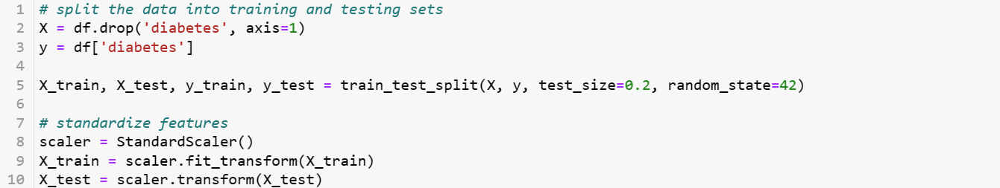 1 # split the data into training and testing sets
2 X = df.drop('diabetes', axis=1)
3 y = df['diabetes']
4
5 X_train, X_test, y_train, y_test = train_test_split(X, y, test_size=0.2, random_state=42)
6
7 # standardize features
8 scaler = StandardScaler()
9 X_train = scaler.fit_transform(X_train)
10 X_test = scaler.transform(X_test)